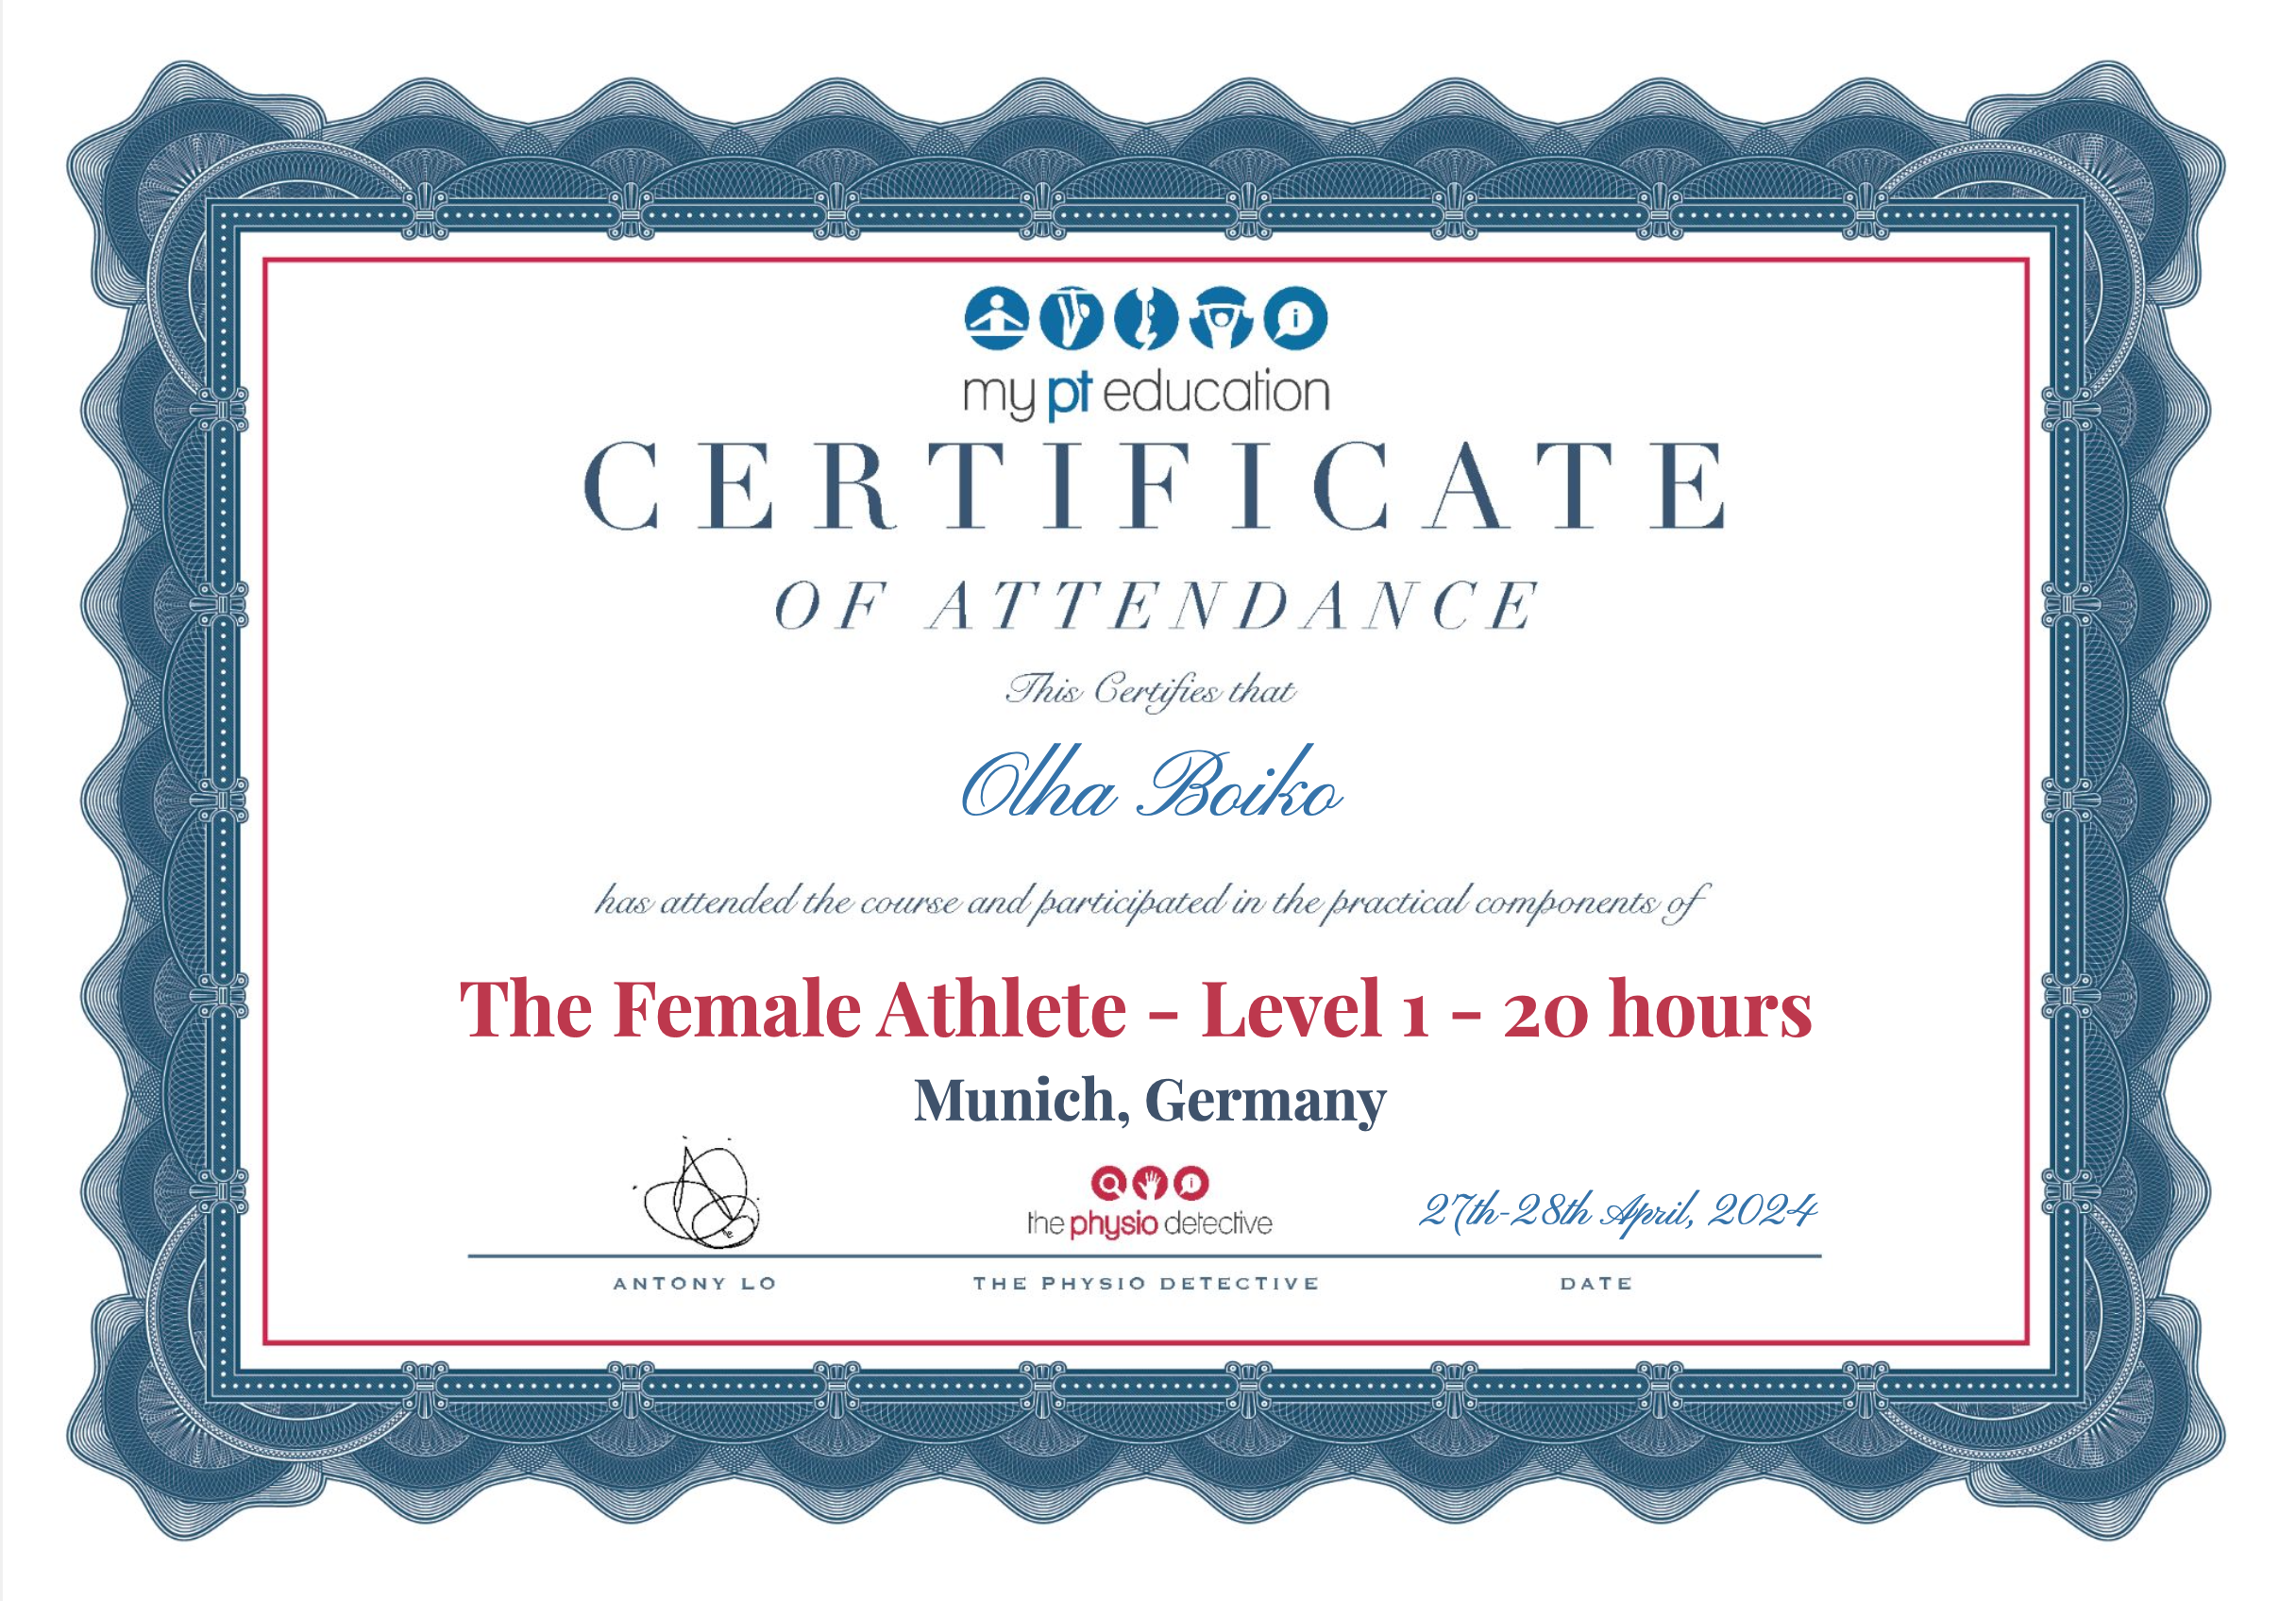 my pt education
CERTIFICATE
OF ATTENDANCE
This Certifies that
Olha Boiko
has attended the course and participated in the practical components of
The Female Athlete - Level 1 - 20 hours
Munich, Germany
the physio detective
27th-28th April, 2024
ANTONY LO THE PHYSIO DETECTIVE DATE